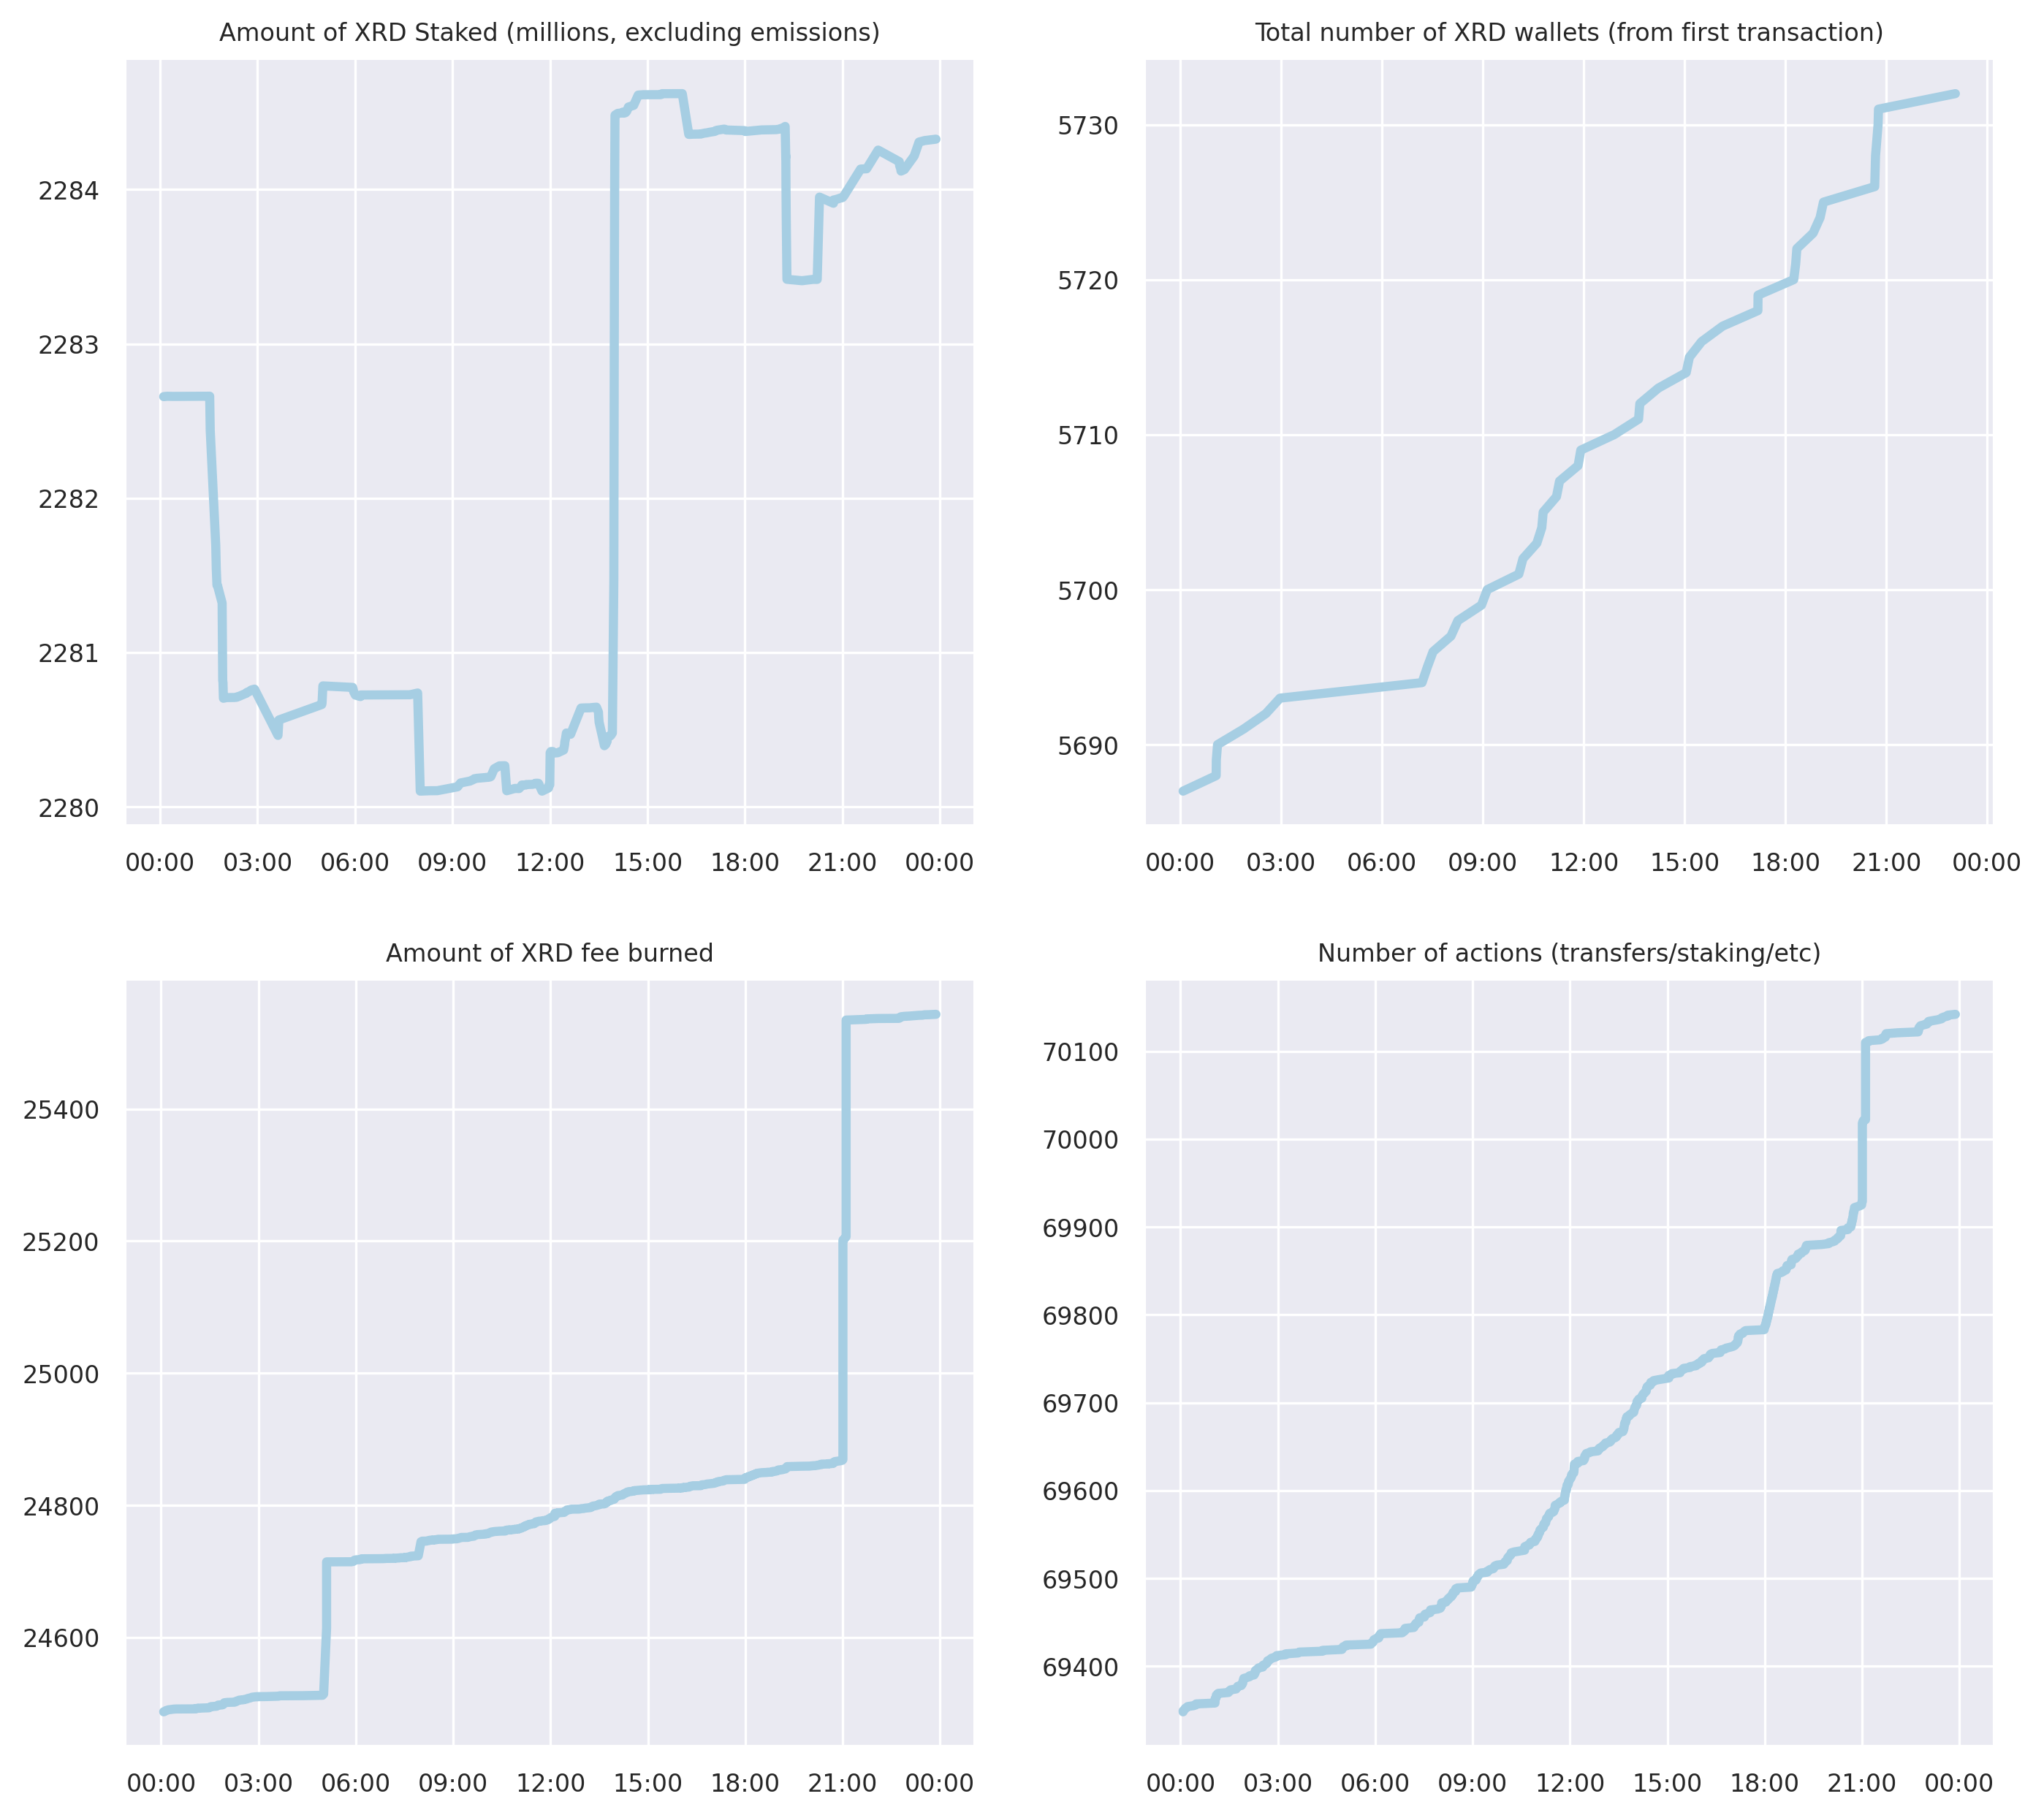 Amount of XRD Staked (millions, excluding emissions)
2284
2283
2282
2281
2280
00:00 03:00 06:00 09:00 12:00 15:00 18:00 21:00 00:00
Total number of XRD wallets (from first transaction)
5730
5720
5710
5700
5690
00:00 03:00 06:00 09:00 12:00 15:00 18:00 21:00 00:00
Amount of XRD fee burned
25400
25200
25000
24800
24600
00:00 03:00 06:00 09:00 12:00 15:00 18:00 21:00 00:00
Number of actions (transfers/staking/etc)
70100
70000
69900
69800
69700
69600
69500
69400
00:00 03:00 06:00 09:00 12:00 15:00 18:00 21:00 00:00